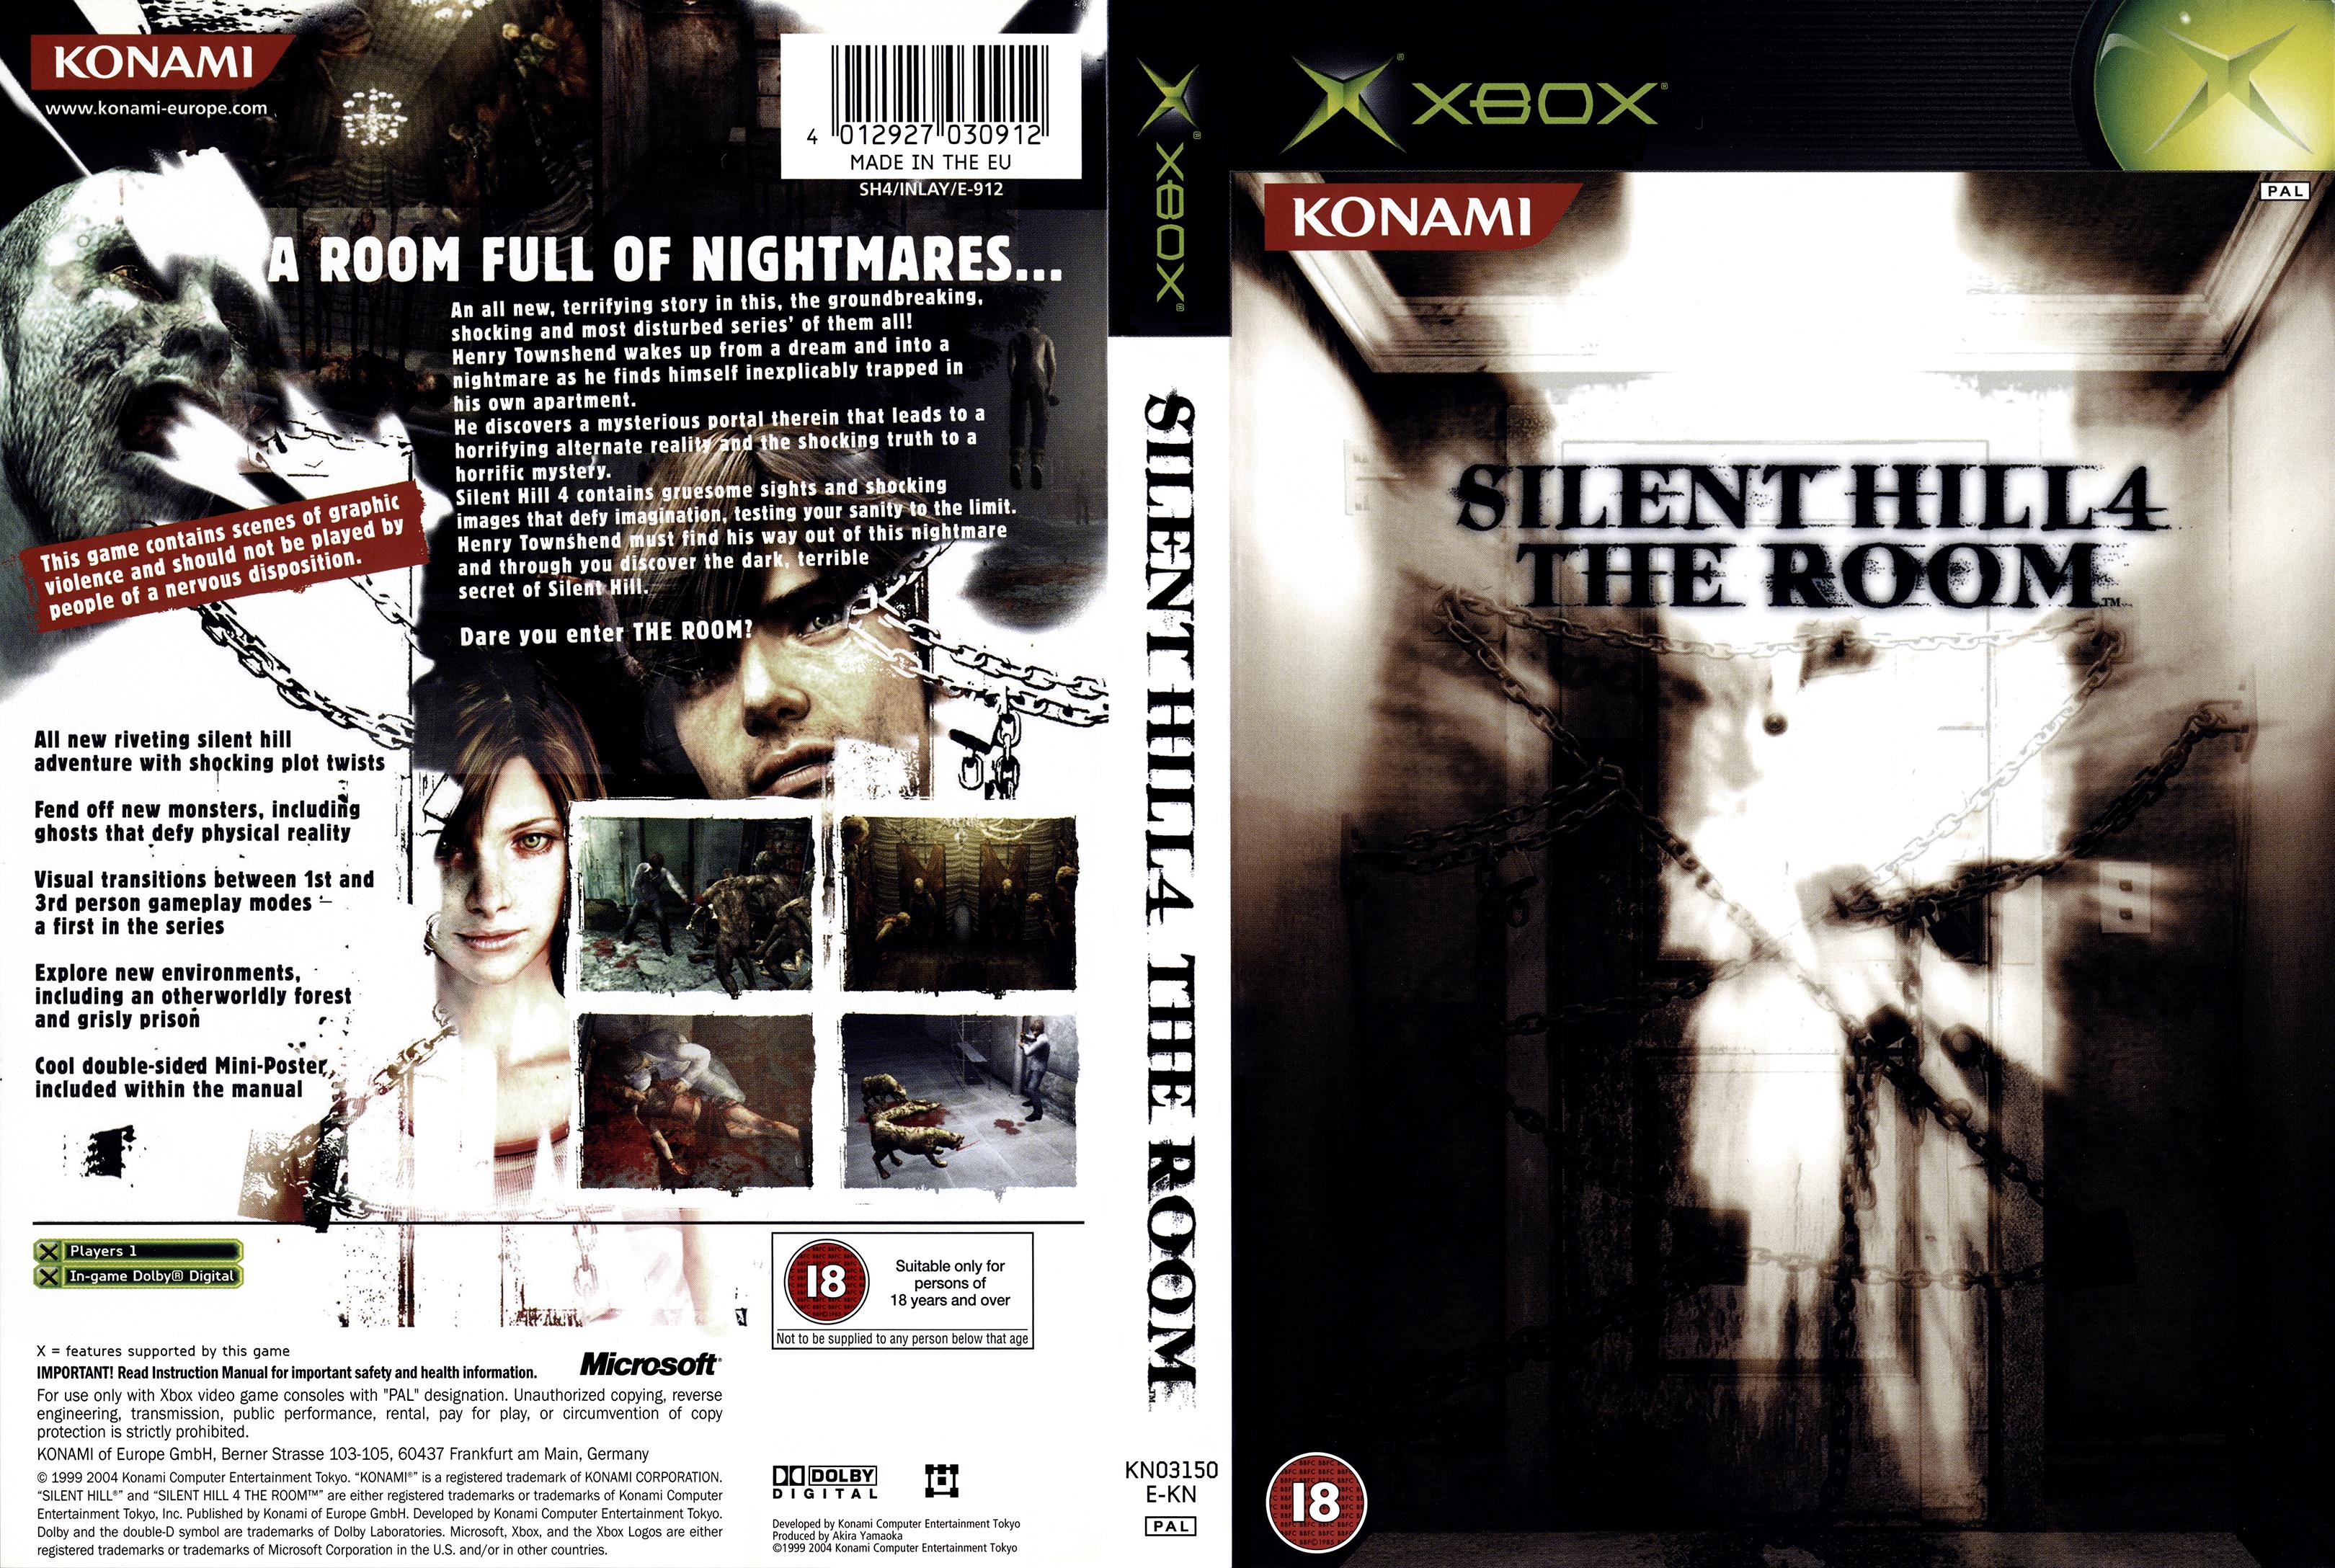 KONAMI
www.konami-europe.com
4 012927 030912
MADE IN THE EU
SH4/INLAY/E-912
A ROOM FULL OF NIGHTMARES...
An all new, terrifying story in this, the groundbreaking,
shocking and most disturbed series' of them all!
Henry Townshend wakes up from a dream and into a
nightmare as he finds himself inexplicably trapped in
his own apartment.
He discovers a mysterious portal therein that leads to a
horrifying alternate reality and the shocking truth to a
horrific mystery.
Silent Hill 4 contains gruesome sights and shocking
images that defy imagination, testing your sanity to the limit.
Henry Townshend must find his way out of this nightmare
and through you discover the dark, terrible
secret of Silent Hill.
Dare you enter THE ROOM?
This game contains scenes of graphic
violence and should not be played by
people of a nervous disposition.
All new riveting silent hill
adventure with shocking plot twists
Fend off new monsters, including
ghosts that defy physical reality
Visual transitions between 1st and
3rd person gameplay modes –
a first in the series
Explore new environments,
including an otherworldly forest
and grisly prison
Cool double-sided Mini-Poster,
included within the manual
Players 1
In-game Dolby® Digital
18
Suitable only for
persons of
18 years and over
Not to be supplied to any person below that age
X = features supported by this game
IMPORTANT! Read Instruction Manual for important safety and health information.
Microsoft®
For use only with Xbox video game consoles with "PAL" designation. Unauthorized copying, reverse
engineering, transmission, public performance, rental, pay for play, or circumvention of copy
protection is strictly prohibited.
KONAMI of Europe GmbH, Berner Strasse 103-105, 60437 Frankfurt am Main, Germany
© 1999 2004 Konami Computer Entertainment Tokyo. “KONAMI®” is a registered trademark of KONAMI CORPORATION.
“SILENT HILL®” and “SILENT HILL 4 THE ROOM™” are either registered trademarks or trademarks of Konami Computer
Entertainment Tokyo, Inc. Published by Konami of Europe GmbH. Developed by Konami Computer Entertainment Tokyo.
Dolby and the double-D symbol are trademarks of Dolby Laboratories. Microsoft, Xbox, and the Xbox Logos are either
registered trademarks or trademarks of Microsoft Corporation in the U.S. and/or in other countries.
DOLBY
DIGITAL
Developed by Konami Computer Entertainment Tokyo
Produced by Akira Yamaoka
©1999 2004 Konami Computer Entertainment Tokyo
XBOX®
SILENT HILL 4 THE ROOM™
KN03150
E-KN
PAL
XBOX®
KONAMI
PAL
SILENT HILL 4
THE ROOM™
18